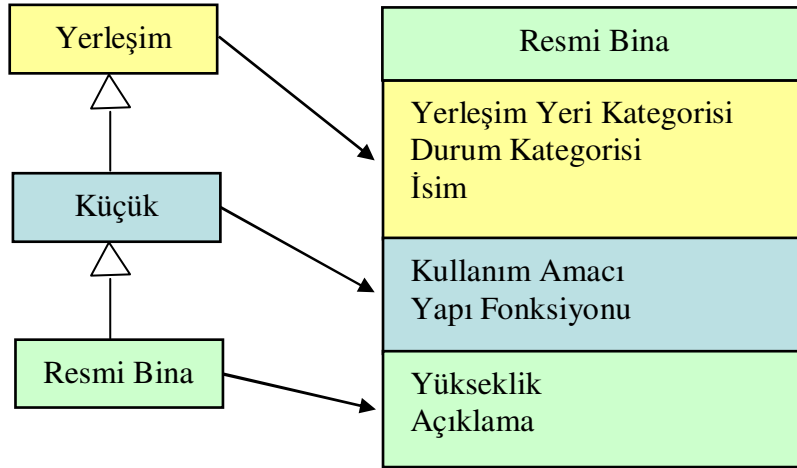 Yerleşim
Küçük
Resmi Bina
Resmi Bina
Yerleşim Yeri Kategorisi
Durum Kategorisi
İsim
Kullanım Amacı
Yapı Fonksiyonu
Yükseklik
Açıklama